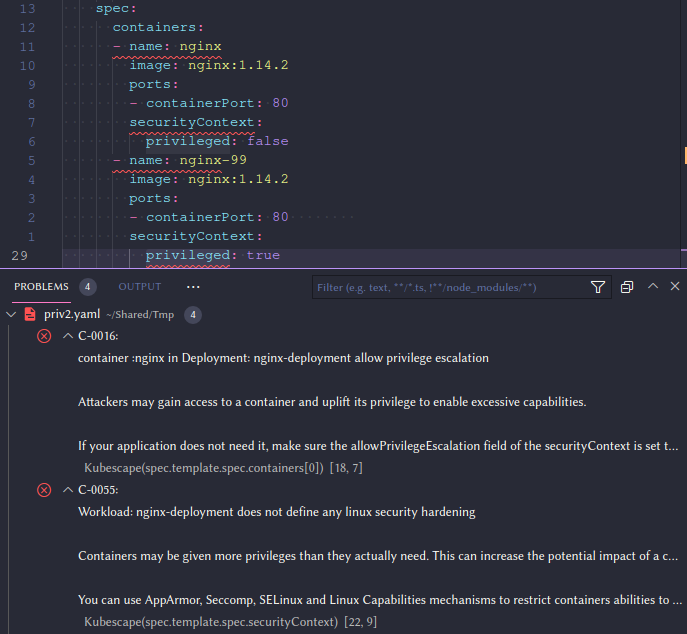 13 spec:
12 containers:
11 - name: nginx
10 image: nginx:1.14.2
9 ports:
8 - containerPort: 80
7 securityContext:
6 privileged: false
5 - name: nginx-99
4 image: nginx:1.14.2
3 ports:
2 - containerPort: 80
1 securityContext:
29 privileged: true
PROBLEMS 4 OUTPUT ... Filter (e.g. text, **/*.ts, !**/node_modules/**)
priv2.yaml ~/Shared/Tmp 4
C-0016:
container :nginx in Deployment: nginx-deployment allow privilege escalation
Attackers may gain access to a container and uplift its privilege to enable excessive capabilities.
If your application does not need it, make sure the allowPrivilegeEscalation field of the securityContext is set t...
Kubescape(spec.template.spec.containers[0]) [18, 7]
C-0055:
Workload: nginx-deployment does not define any linux security hardening
Containers may be given more privileges than they actually need. This can increase the potential impact of a c...
You can use AppArmor, Seccomp, SELinux and Linux Capabilities mechanisms to restrict containers abilities to ...
Kubescape(spec.template.spec.securityContext) [22, 9]